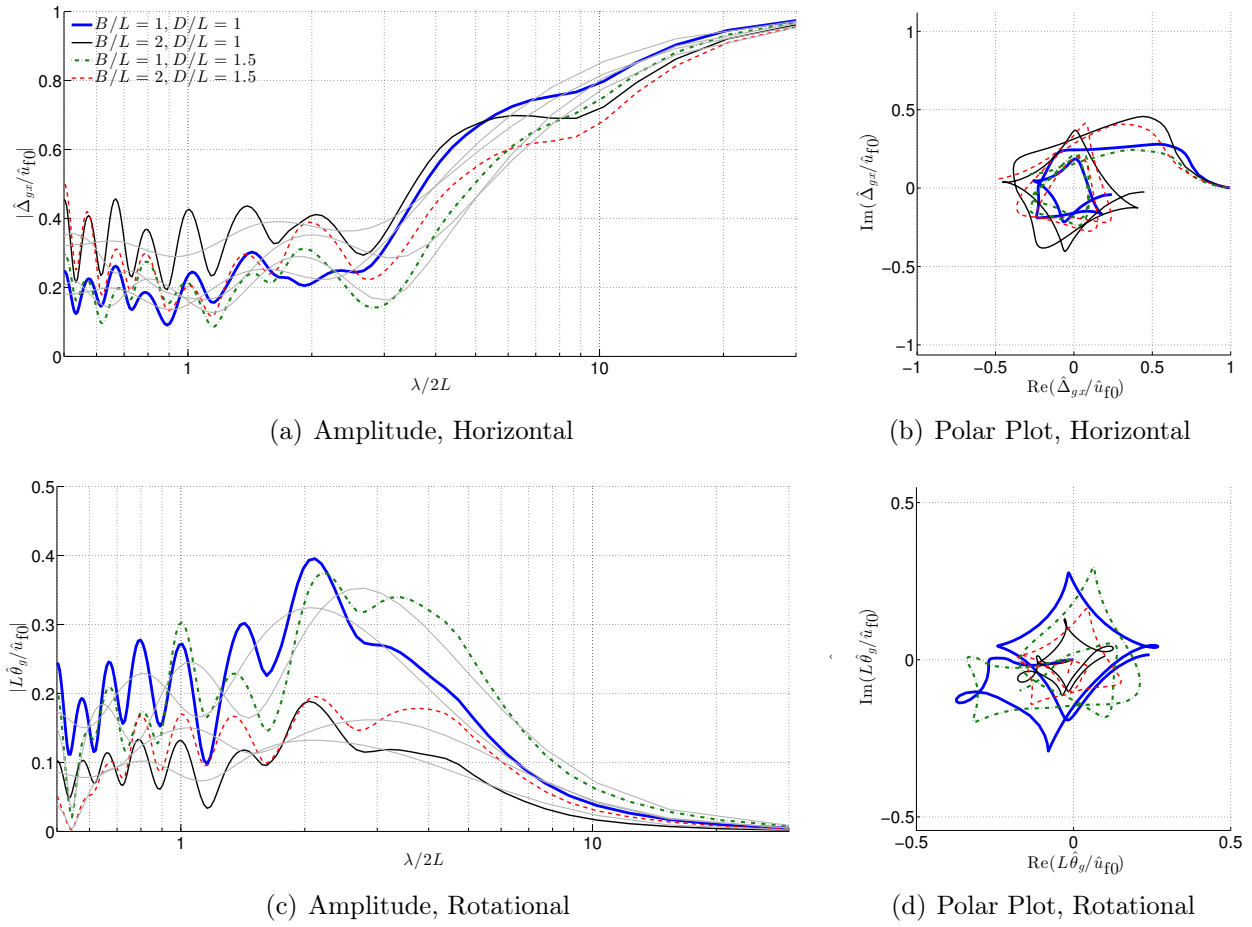 B/L = 1, D/L = 1
B/L = 2, D/L = 1
B/L = 1, D/L = 1.5
B/L = 2, D/L = 1.5
|Δ̂gx/ûf0|
1
0.8
0.6
0.4
0.2
0
1
10
λ/2L
(a) Amplitude, Horizontal
Im(Δ̂gx/ûf0)
1
0.5
0
−0.5
−1
−1
−0.5
0
0.5
1
Re(Δ̂gx/ûf0)
(b) Polar Plot, Horizontal
|Lθ̂g/ûf0|
0.5
0.4
0.3
0.2
0.1
0
1
10
λ/2L
(c) Amplitude, Rotational
ˆ
Im(Lθ̂g/ûf0)
0.5
0
−0.5
−0.5
0
0.5
Re(Lθ̂g/ûf0)
(d) Polar Plot, Rotational